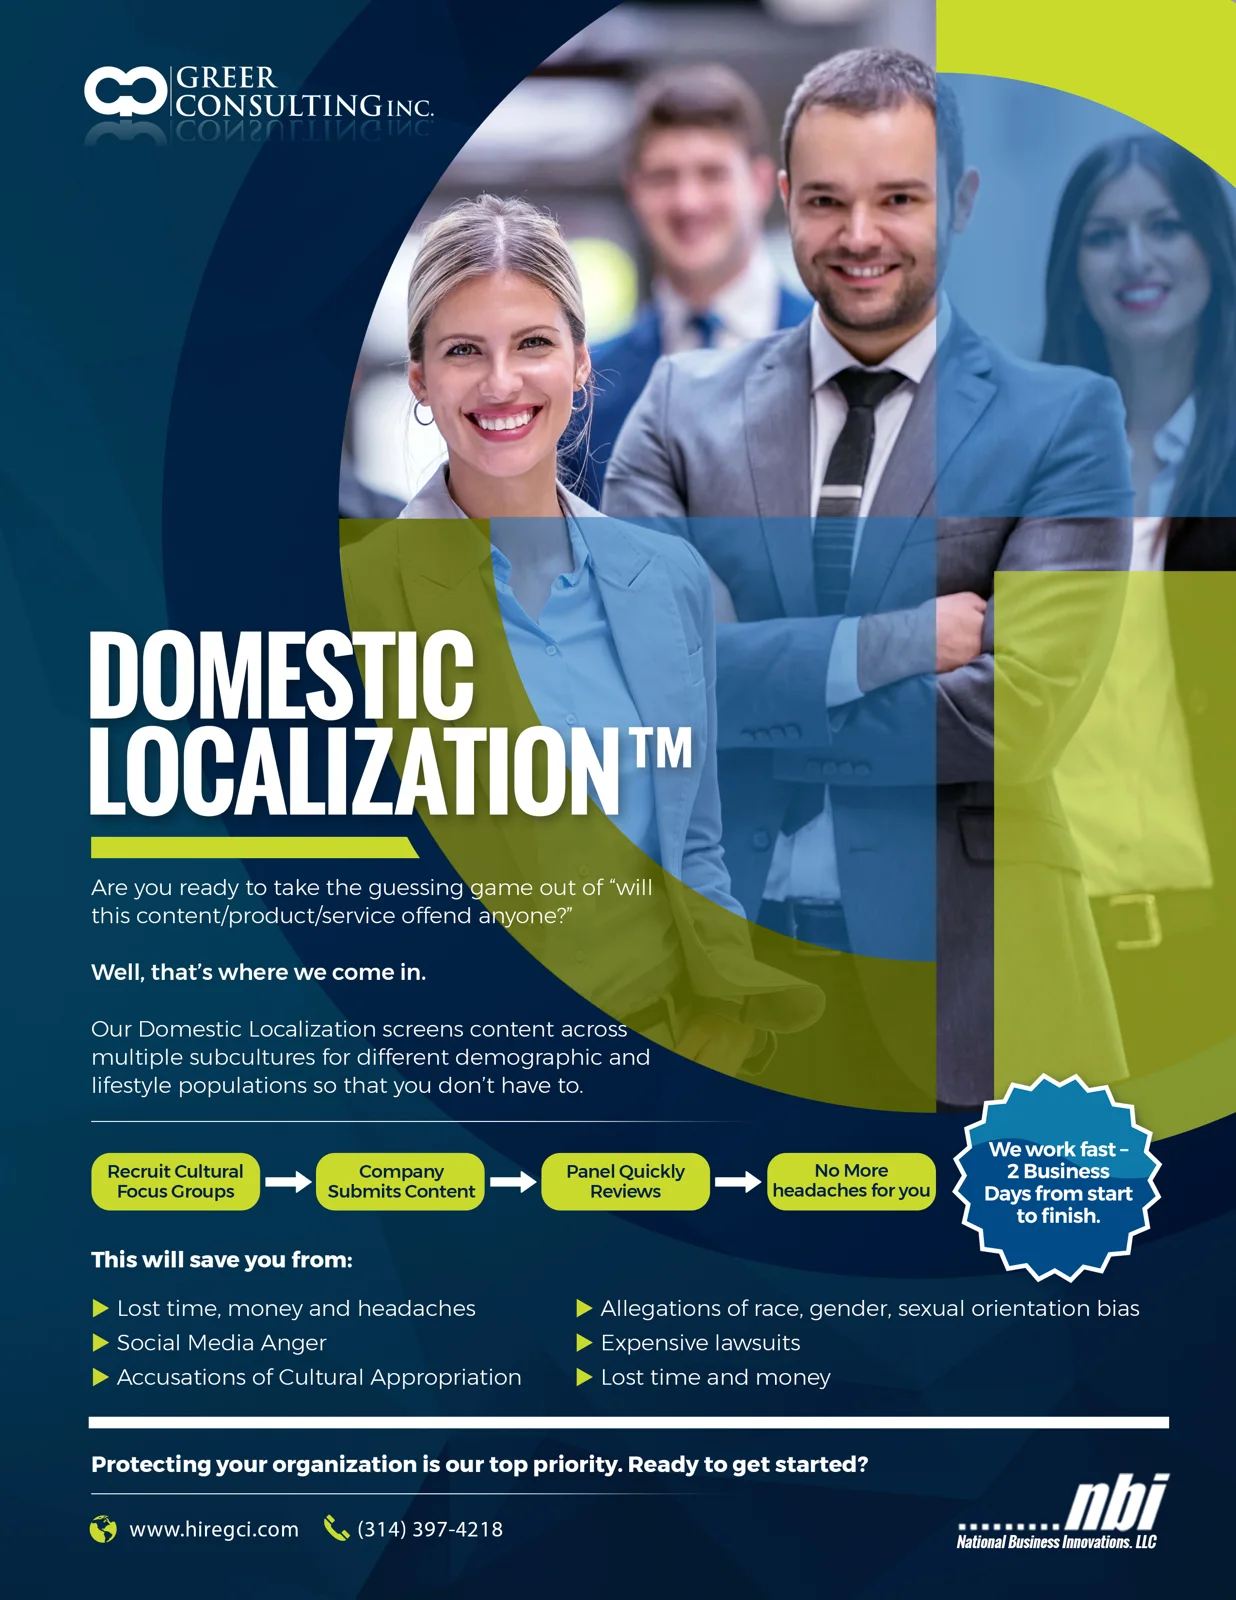 GREER
CONSULTING INC.
DOMESTIC
LOCALIZATION™
Are you ready to take the guessing game out of “will
this content/product/service offend anyone?”
Well, that’s where we come in.
Our Domestic Localization screens content across
multiple subcultures for different demographic and
lifestyle populations so that you don’t have to.
Recruit Cultural
Focus Groups
Company
Submits Content
Panel Quickly
Reviews
No More
headaches for you
We work fast –
2 Business
Days from start
to finish.
This will save you from:
Lost time, money and headaches
Social Media Anger
Accusations of Cultural Appropriation
Allegations of race, gender, sexual orientation bias
Expensive lawsuits
Lost time and money
Protecting your organization is our top priority. Ready to get started?
www.hiregci.com
(314) 397-4218
nbi
National Business Innovations. LLC